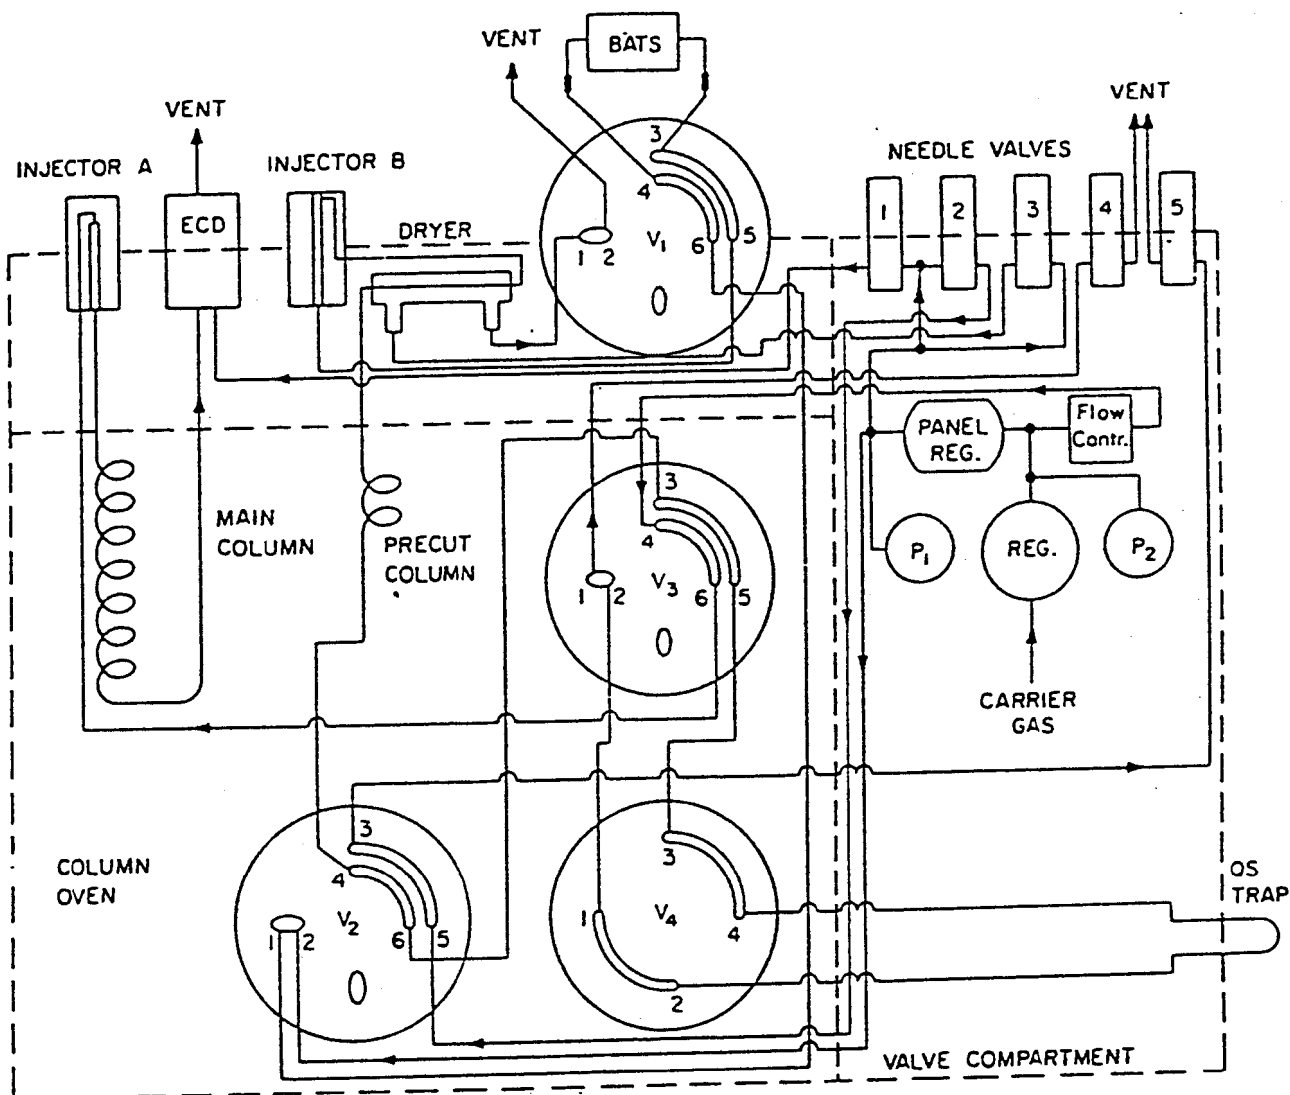 VENT
BATS
VENT
VENT
INJECTOR A
ECD
INJECTOR B
DRYER
NEEDLE VALVES
1
2
3
4
5
3
4
1 2
V1
6 5
PANEL
REG.
Flow
Contr.
MAIN
COLUMN
PRECUT
COLUMN
3
4
1 2
V3
6 5
P1
REG.
P2
CARRIER
GAS
COLUMN
OVEN
3
4
1 2
V2
6 5
3
1
V4
4
2
OS
TRAP
VALVE COMPARTMENT